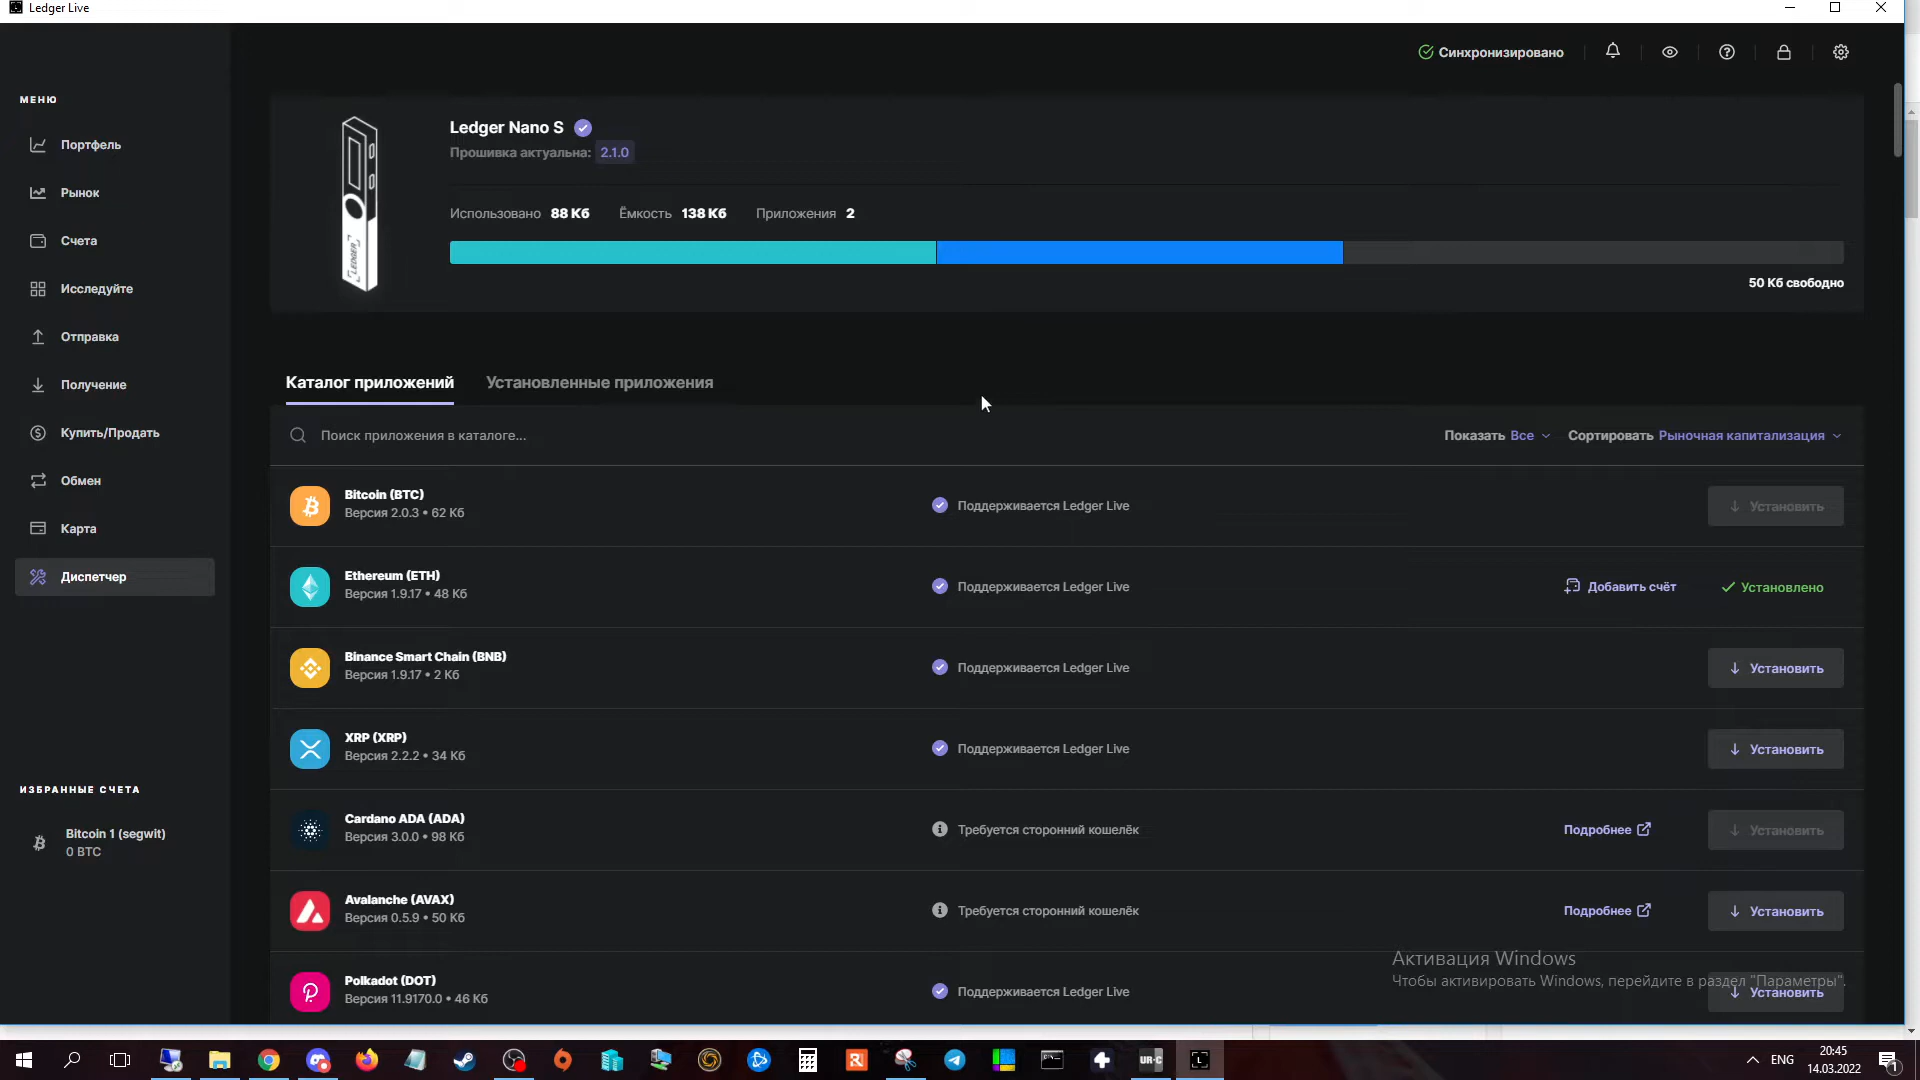 Ledger Live
Синхронизировано
МЕНЮ
Портфель
Рынок
Счета
Исследуйте
Отправка
Получение
Купить/Продать
Обмен
Карта
Диспетчер
ИЗБРАННЫЕ СЧЕТА
Bitcoin 1 (segwit)
0 BTC
Ledger Nano S
Прошивка актуальна: 2.1.0
Использовано 88 Кб Ёмкость 138 Кб Приложения 2
50 Кб свободно
LEDGER
Каталог приложений Установленные приложения
Поиск приложения в каталоге... Показать Все Сортировать Рыночная капитализация
Bitcoin (BTC)
Версия 2.0.3 • 62 Кб
Поддерживается Ledger Live
Установить
Ethereum (ETH)
Версия 1.9.17 • 48 Кб
Поддерживается Ledger Live
Добавить счёт
Установлено
Binance Smart Chain (BNB)
Версия 1.9.17 • 2 Кб
Поддерживается Ledger Live
Установить
XRP (XRP)
Версия 2.2.2 • 34 Кб
Поддерживается Ledger Live
Установить
Cardano ADA (ADA)
Версия 3.0.0 • 98 Кб
Требуется сторонний кошелёк
Подробнее
Установить
Avalanche (AVAX)
Версия 0.5.9 • 50 Кб
Требуется сторонний кошелёк
Подробнее
Установить
Polkadot (DOT)
Версия 11.9170.0 • 46 Кб
Поддерживается Ledger Live
Установить
Активация Windows
Чтобы активировать Windows, перейдите в раздел "Параметры".
UR-C
ENG
20:45
14.03.2022
1